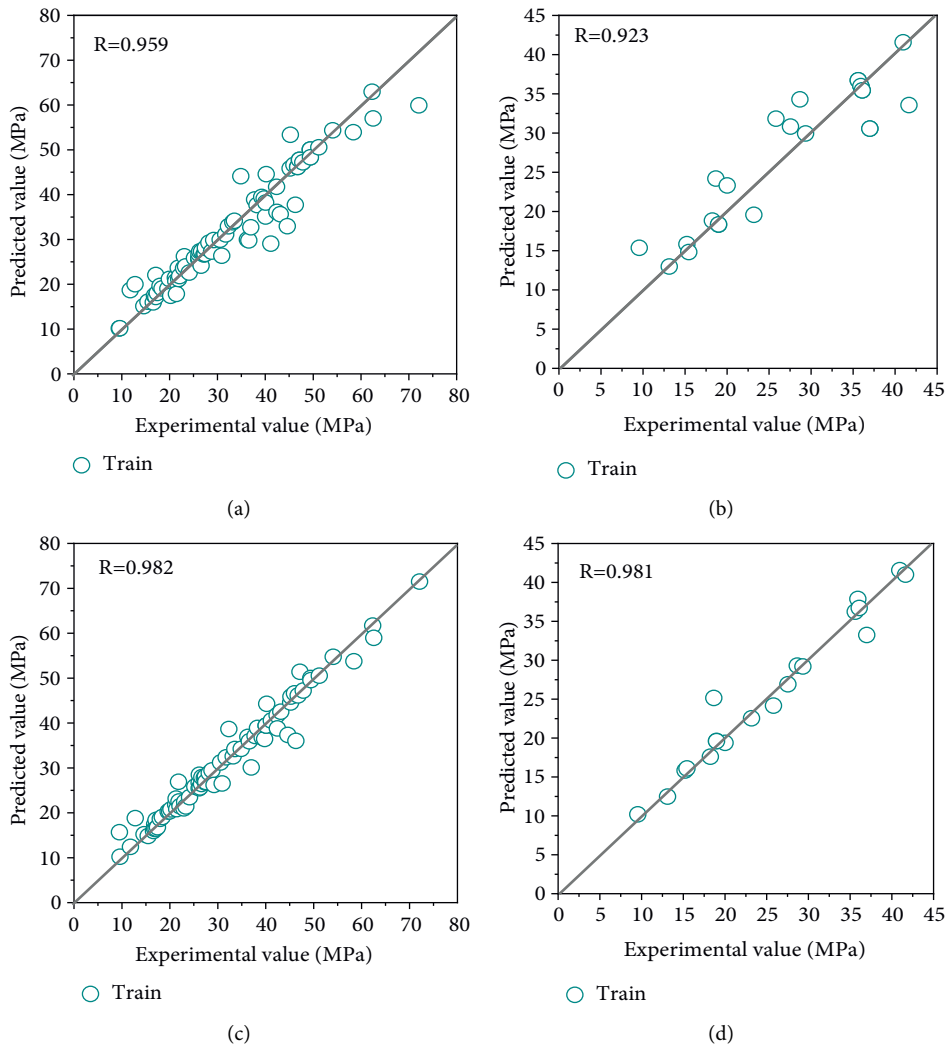 R=0.959
Predicted value (MPa)
80
70
60
50
40
30
20
10
0
0 10 20 30 40 50 60 70 80
Experimental value (MPa)
Train
(a)
R=0.923
Predicted value (MPa)
45
40
35
30
25
20
15
10
5
0
0 5 10 15 20 25 30 35 40 45
Experimental value (MPa)
Train
(b)
R=0.982
Predicted value (MPa)
80
70
60
50
40
30
20
10
0
0 10 20 30 40 50 60 70 80
Experimental value (MPa)
Train
(c)
R=0.981
Predicted value (MPa)
45
40
35
30
25
20
15
10
5
0
0 5 10 15 20 25 30 35 40 45
Experimental value (MPa)
Train
(d)